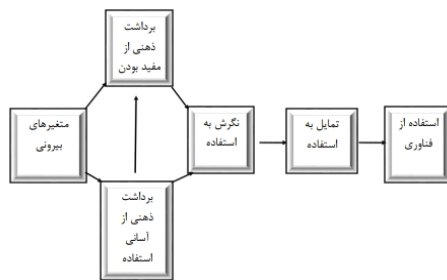 برداشت
ذهنی از
مفید بودن
متغیرهای
بیرونی
نگرش به
استفاده
تمایل به
استفاده
استفاده از
فناوری
برداشت
ذهنی از
آسانی
استفاده